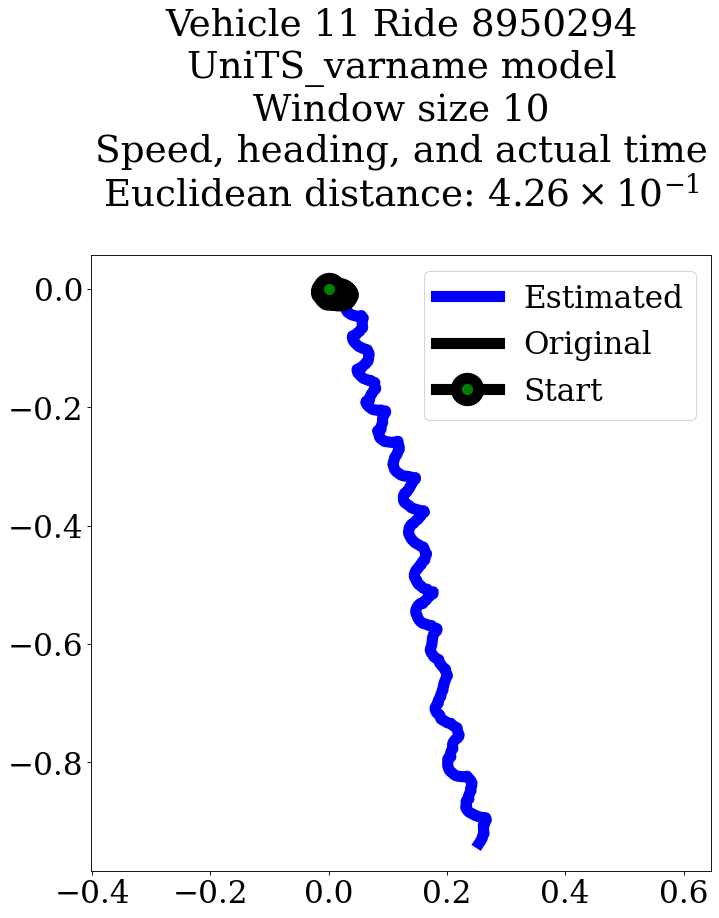 Vehicle 11 Ride 8950294
UniTS_varname model
Window size 10
Speed, heading, and actual time
Euclidean distance: 4.26 × 10⁻¹
Estimated
Original
Start
0.0
−0.2
−0.4
−0.6
−0.8
−0.4 −0.2 0.0 0.2 0.4 0.6